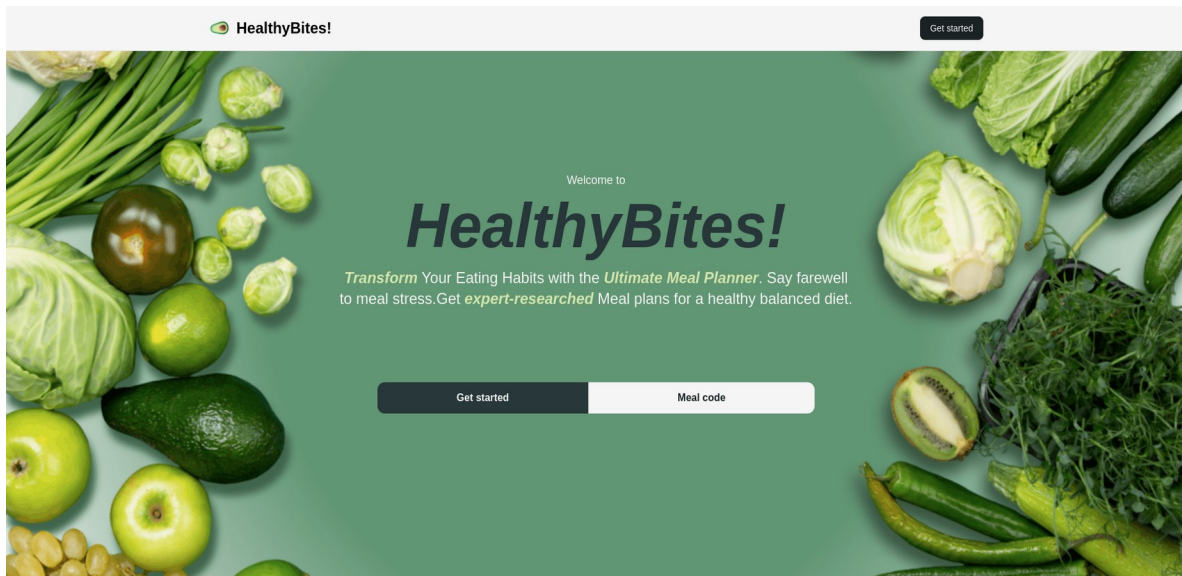 HealthyBites!
Get started
Welcome to
HealthyBites!
Transform Your Eating Habits with the Ultimate Meal Planner. Say farewell
to meal stress.Get expert-researched Meal plans for a healthy balanced diet.
Get started
Meal code